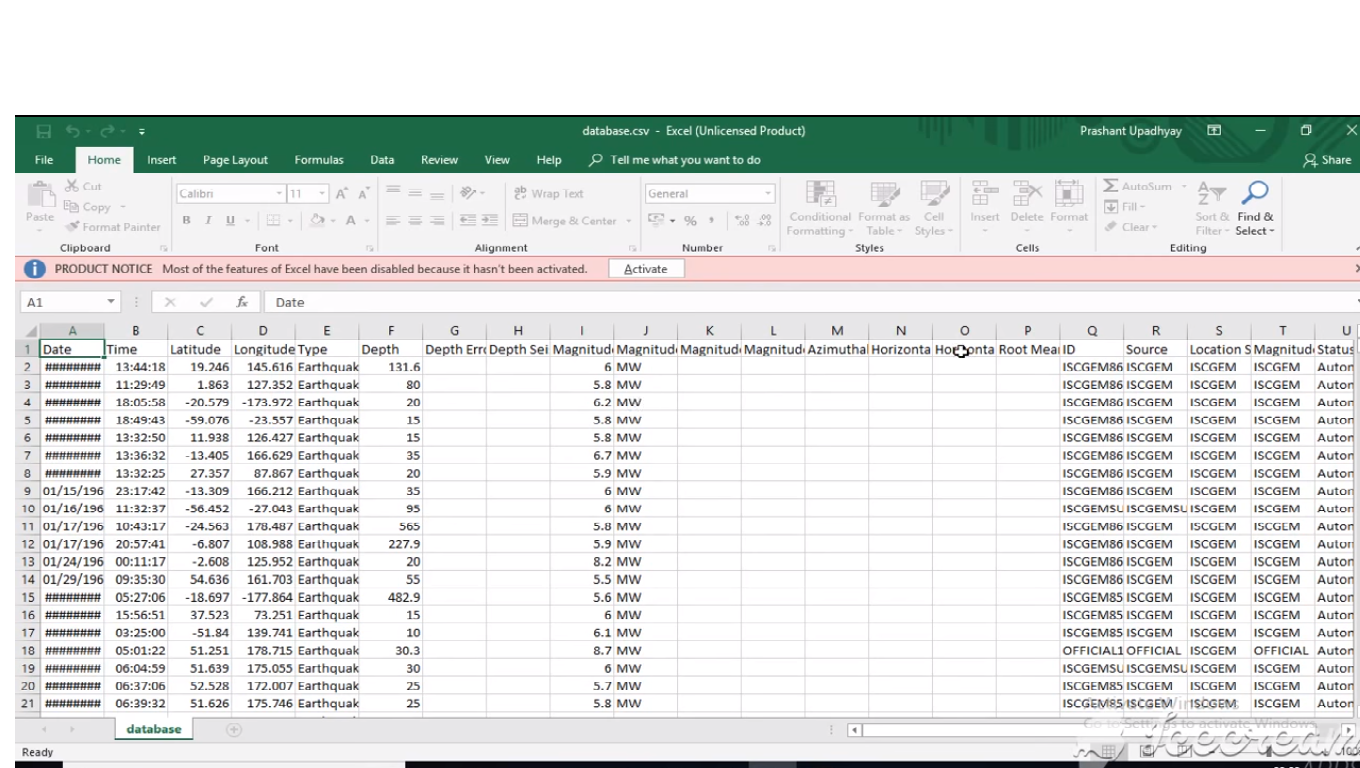 database.csv - Excel (Unlicensed Product) Prashant Upadhyay
File Home Insert Page Layout Formulas Data Review View Help Tell me what you want to do Share
Cut
Copy
Format Painter
Paste
Clipboard
Calibri 11
B I U
Font
Wrap Text
Merge & Center
Alignment
General
Number
Conditional Formatting
Format as Table
Cell Styles
Styles
Insert Delete Format
Cells
AutoSum
Fill
Clear
Sort & Filter
Find & Select
Editing
PRODUCT NOTICE Most of the features of Excel have been disabled because it hasn't been activated. Activate
A1 fx Date
A B C D E F G H I J K L M N O P Q R S T U
1 Date Time Latitude Longitude Type Depth Depth Erro Depth Sei Magnitud Magnitud Magnitud Magnitud Azimuthal Horizonta Horizonta Root Mea ID Source Location S Magnitud Status
2 ######## 13:44:18 19.246 145.616 Earthquak 131.6 6 MW ISCGEM86 ISCGEM ISCGEM ISCGEM Autom
3 ######## 11:29:49 1.863 127.352 Earthquak 80 5.8 MW ISCGEM86 ISCGEM ISCGEM ISCGEM Autom
4 ######## 18:05:58 -20.579 -173.972 Earthquak 20 6.2 MW ISCGEM86 ISCGEM ISCGEM ISCGEM Autom
5 ######## 18:49:43 -59.076 -23.557 Earthquak 15 5.8 MW ISCGEM86 ISCGEM ISCGEM ISCGEM Autom
6 ######## 13:32:50 11.938 126.427 Earthquak 15 5.8 MW ISCGEM86 ISCGEM ISCGEM ISCGEM Autom
7 ######## 13:36:32 -13.405 166.629 Earthquak 35 6.7 MW ISCGEM86 ISCGEM ISCGEM ISCGEM Autom
8 ######## 13:32:25 27.357 87.867 Earthquak 20 5.9 MW ISCGEM86 ISCGEM ISCGEM ISCGEM Autom
9 01/15/196 23:17:42 -13.309 166.212 Earthquak 35 6 MW ISCGEM86 ISCGEM ISCGEM ISCGEM Autom
10 01/16/196 11:32:37 -56.452 -27.043 Earthquak 95 6 MW ISCGEMSU ISCGEMSU ISCGEM ISCGEM Autom
11 01/17/196 10:43:17 -24.563 178.487 Earthquak 565 5.8 MW ISCGEM86 ISCGEM ISCGEM ISCGEM Autom
12 01/17/196 20:57:41 -6.807 108.988 Earthquak 227.9 5.9 MW ISCGEM86 ISCGEM ISCGEM ISCGEM Autom
13 01/24/196 00:11:17 -2.608 125.952 Earthquak 20 8.2 MW ISCGEM86 ISCGEM ISCGEM ISCGEM Autom
14 01/29/196 09:35:30 54.636 161.703 Earthquak 55 5.5 MW ISCGEM86 ISCGEM ISCGEM ISCGEM Autom
15 ######## 05:27:06 -18.697 -177.864 Earthquak 482.9 5.6 MW ISCGEM85 ISCGEM ISCGEM ISCGEM Autom
16 ######## 15:56:51 37.523 73.251 Earthquak 15 6 MW ISCGEM85 ISCGEM ISCGEM ISCGEM Autom
17 ######## 03:25:00 -51.84 139.741 Earthquak 10 6.1 MW ISCGEM85 ISCGEM ISCGEM ISCGEM Autom
18 ######## 05:01:22 51.251 178.715 Earthquak 30.3 8.7 MW OFFICIAL1 OFFICIAL ISCGEM OFFICIAL Autom
19 ######## 06:04:59 51.639 175.055 Earthquak 30 6 MW ISCGEMSU ISCGEMSU ISCGEM ISCGEM Autom
20 ######## 06:37:06 52.528 172.007 Earthquak 25 5.7 MW ISCGEM85 ISCGEM ISCGEM ISCGEM Autom
21 ######## 06:39:32 51.626 175.746 Earthquak 25 5.8 MW ISCGEM85 ISCGEM ISCGEM ISCGEM Autom
Activate Windows
Go to Settings to activate Windows.
database
Ready